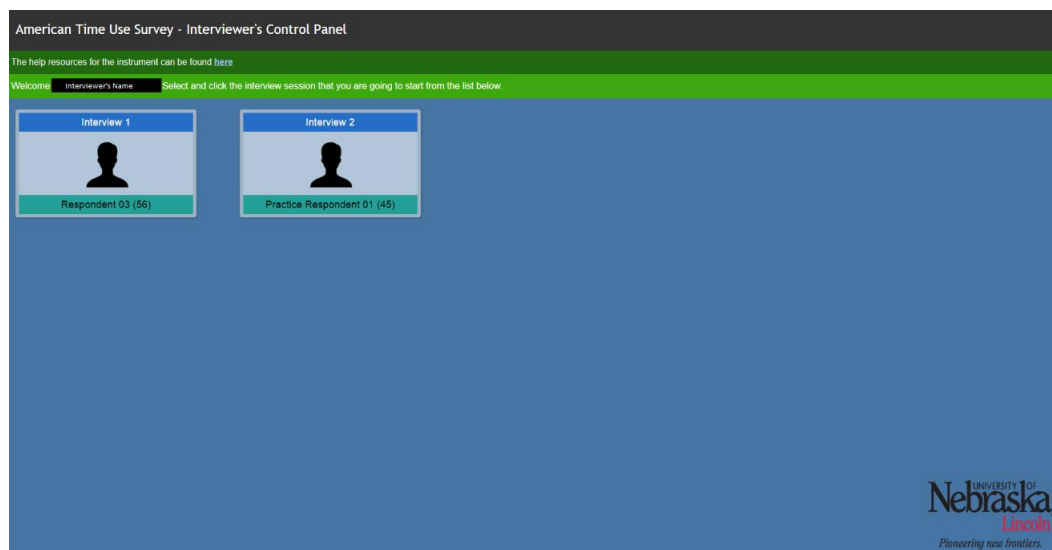 American Time Use Survey - Interviewer's Control Panel
The help resources for the instrument can be found here
Welcome Interviewer's Name Select and click the interview session that you are going to start from the list below.
Interview 1
Interview 2
Respondent 03 (56)
Practice Respondent 01 (45)
UNIVERSITY OF
Nebraska
Lincoln
Pioneering new frontiers.